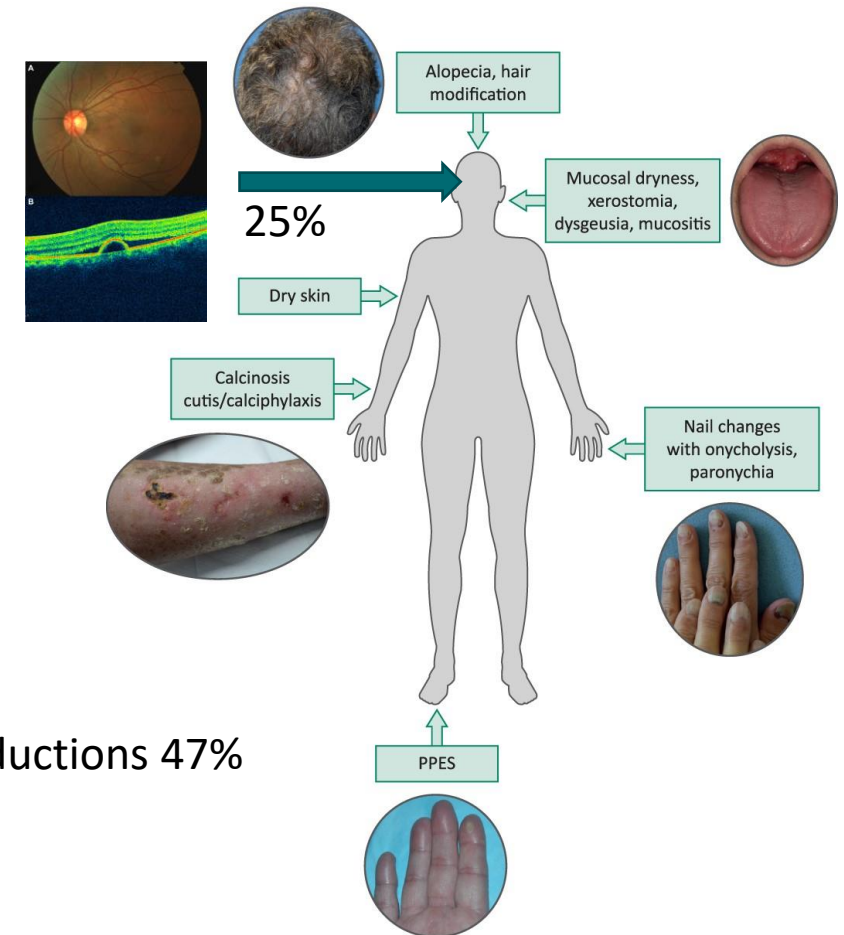 A
B
Alopecia, hair
modification
25%
Mucosal dryness,
xerostomia,
dysgeusia, mucositis
Dry skin
Calcinosis
cutis/calciphylaxis
Nail changes
with onycholysis,
paronychia
ductions 47%
PPES